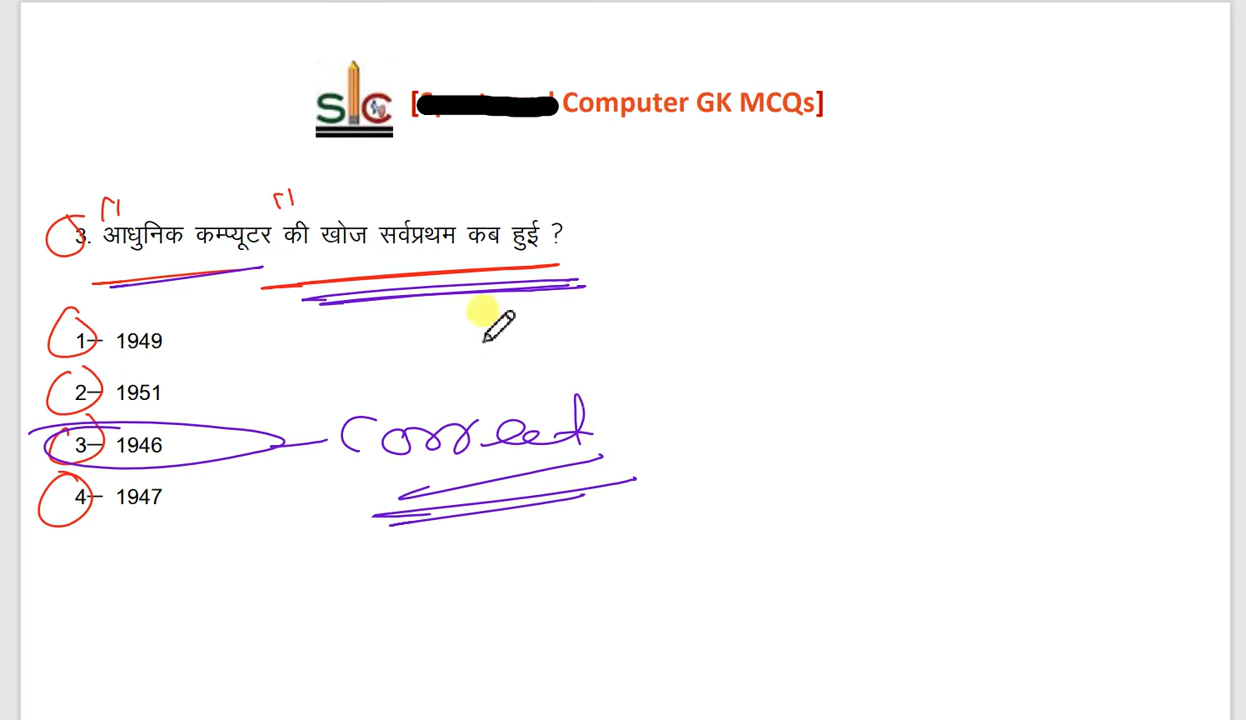 SIC
[ Computer GK MCQs]
3. आधुनिक कम्प्यूटर की खोज सर्वप्रथम कब हुई ?
1– 1949
2– 1951
3– 1946
correct
4– 1947